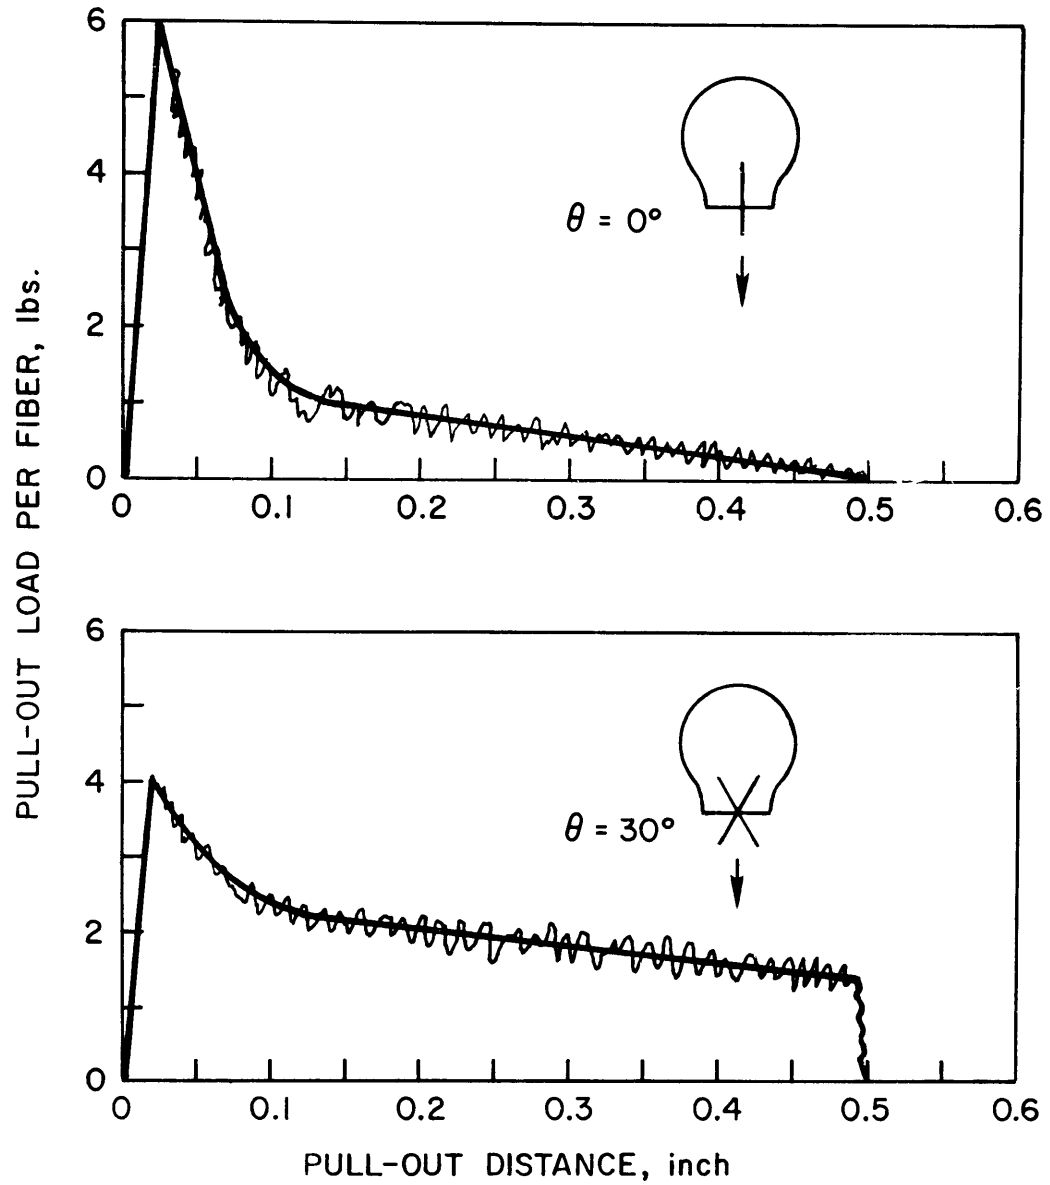 PULL-OUT LOAD PER FIBER, lbs.
6
4
2
0
θ = 0°
0 0.1 0.2 0.3 0.4 0.5 0.6
6
4
2
0
θ = 30°
0 0.1 0.2 0.3 0.4 0.5 0.6
PULL-OUT DISTANCE, inch